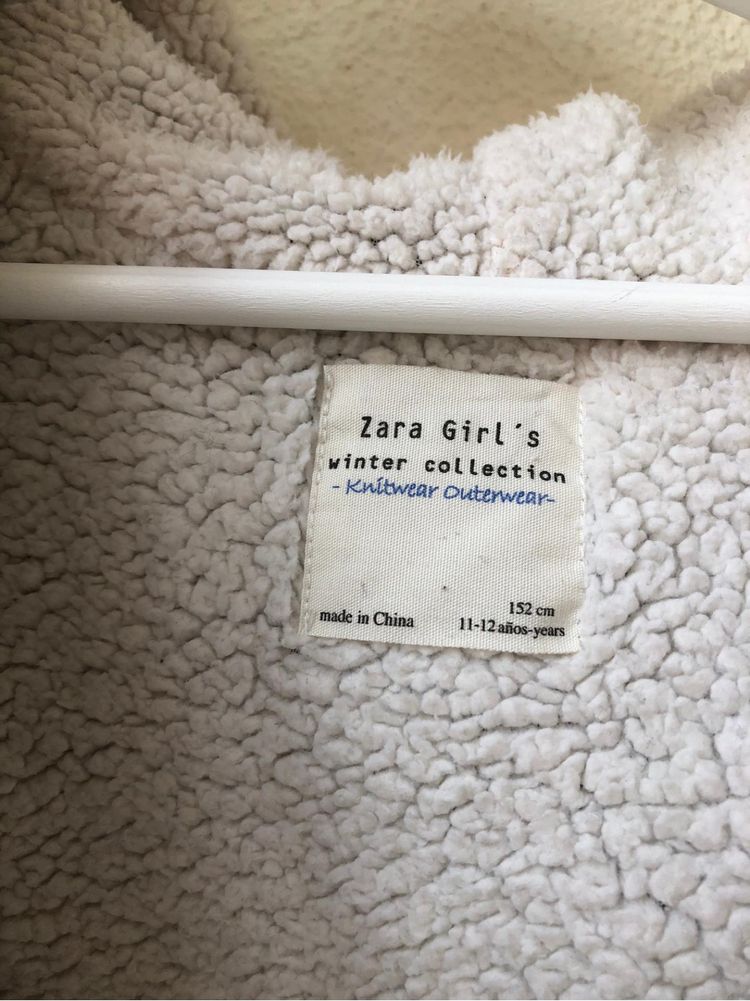 Zara Girl´s
winter collection
- Knitwear Outerwear-
152 cm
made in China
11-12 años-years